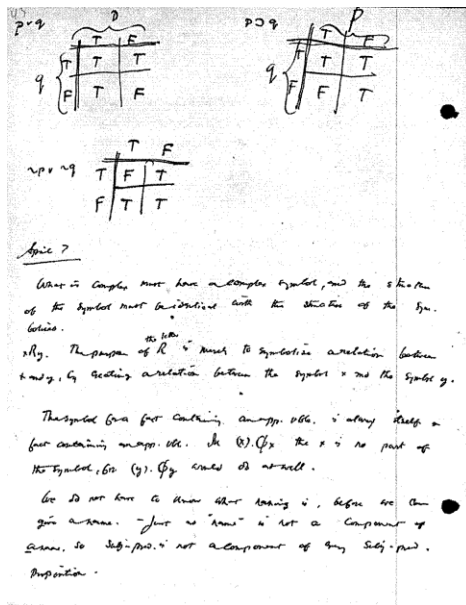 p v q
p
T F
q T T T
F T F
p ⊃ q
p
T F
q T T T
F F T
~p v ~q
T F
T F T
F T T
April 7
What is complex must have a complex symbol, and the structure
of the symbol must be identical with the structure of the sym-
bolised.
xRy. The purpose of the letter R is merely to symbolise a relation between
x and y, by creating a relation between the symbol x and the symbol y.
The symbol for a fact containing an app. vble. is always itself a
fact containing an app. vble. In (x).ϕx the x is no part of
the symbol, for (y).ϕy would do as well.
We do not have to know what naming is, before we can
give a name. - Just as "name" is not a component of
a name, so subj-pred. is not a component of every Subj-pred.
Proposition.